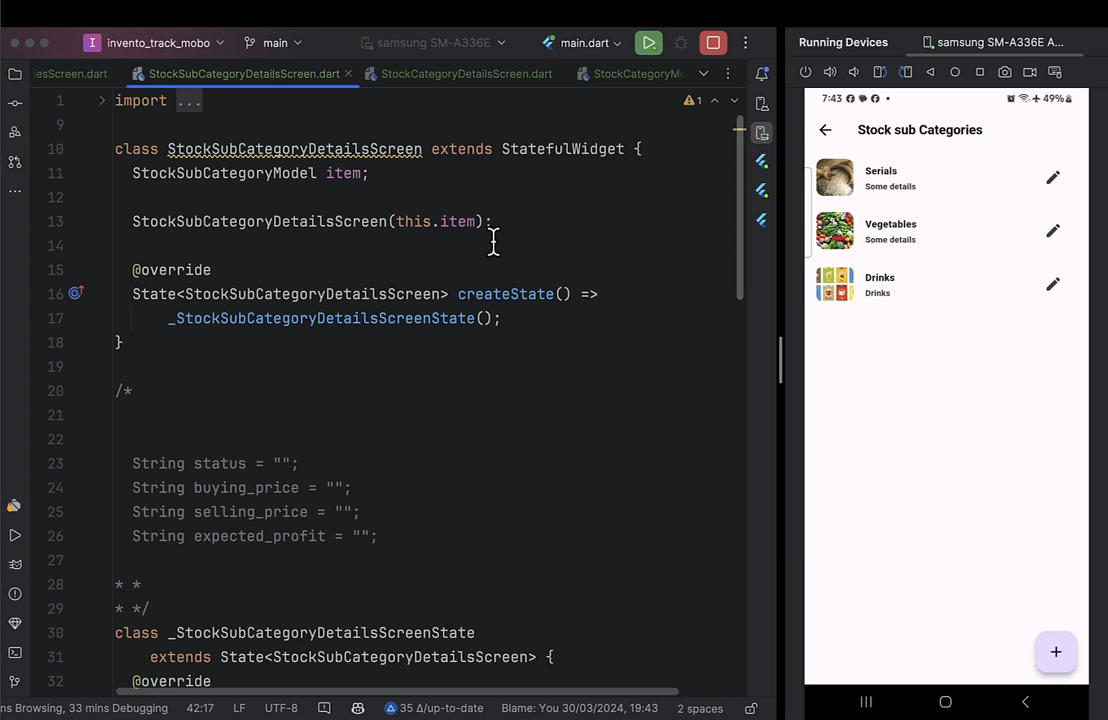 invento_track_mobo
main
samsung SM-A336E
main.dart
Running Devices
samsung SM-A336E A...
iesScreen.dart
StockSubCategoryDetailsScreen.dart
StockCategoryDetailsScreen.dart
StockCategoryMo
7:43
49%
1 import ...
1
9
10 class StockSubCategoryDetailsScreen extends StatefulWidget {
11 StockSubCategoryModel item;
12
13 StockSubCategoryDetailsScreen(this.item);
14
15 @override
16 State<StockSubCategoryDetailsScreen> createState() =>
17 _StockSubCategoryDetailsScreenState();
18 }
19
20 /*
21
22
23 String status = "";
24 String buying_price = "";
25 String selling_price = "";
26 String expected_profit = "";
27
28 * *
29 * */
30 class _StockSubCategoryDetailsScreenState
31 extends State<StockSubCategoryDetailsScreen> {
32 @override
Stock sub Categories
Serials
Some details
Vegetables
Some details
Drinks
Drinks
+
ns Browsing, 33 mins Debugging
42:17
LF
UTF-8
35 Δ/up-to-date
Blame: You 30/03/2024, 19:43
2 spaces